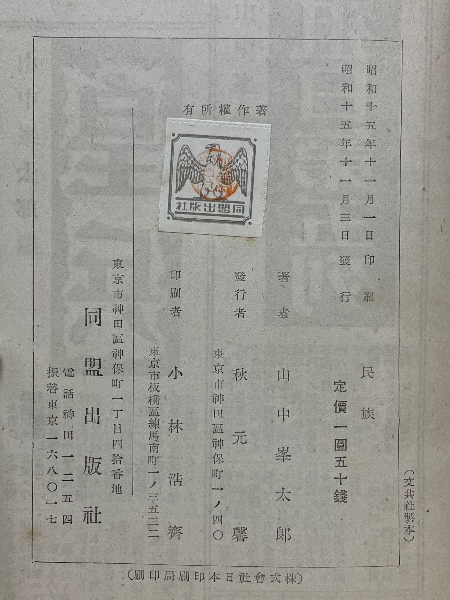 昭和十五年十一月一日印刷
昭和十五年十一月三日發行
民族
定價一圓五十錢
著者
山中峯太郎
發行者
秋元馨
東京市神田區神保町一ノ四〇
印刷者
小林浩齊
東京市板橋區練馬南町一ノ三五三二
東京市神田區神保町一丁目四拾番地
同盟出版社
電話神田一二五四
振替東京一六八〇一七
有所權作著
社版出盟同
(文共社製本)
(刷印局刷印本日社會式株)